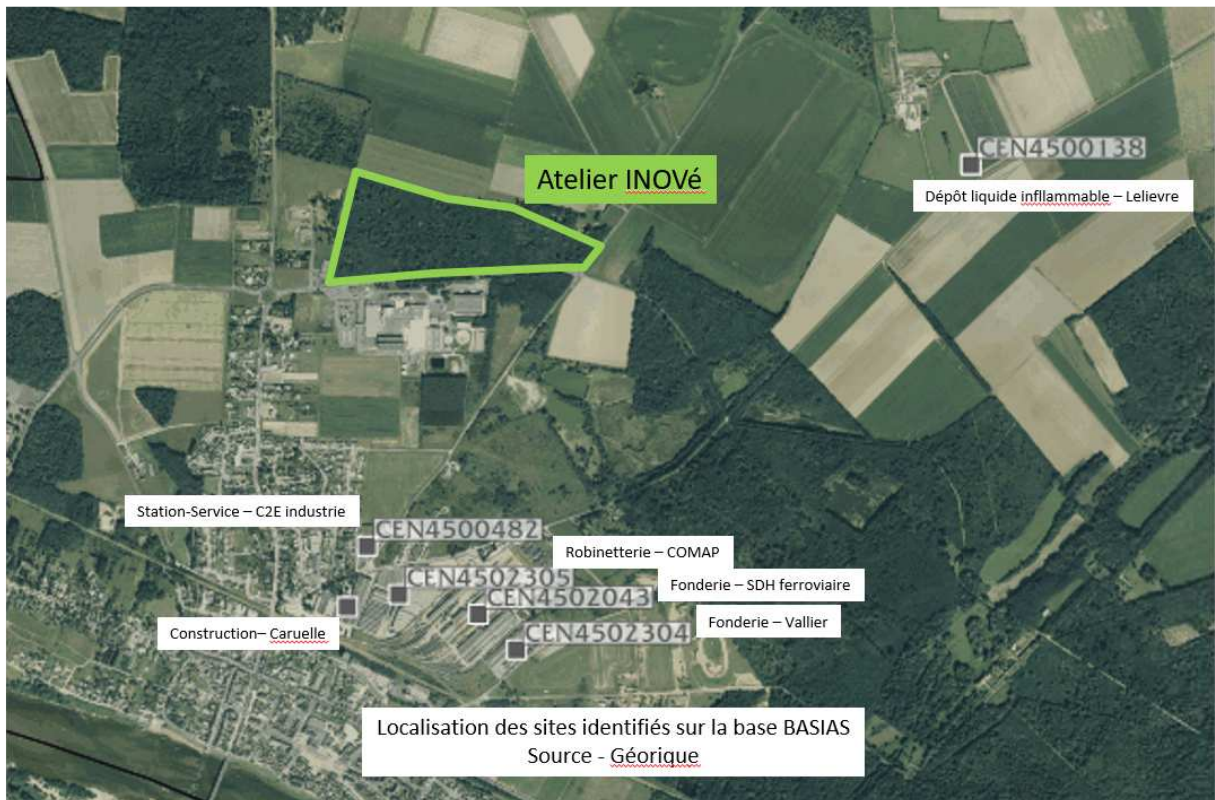 CEN4500138
Atelier INOVé
Dépôt liquide infllammable – Lelievre
Station-Service – C2E industrie
CEN4500482
Robinetterie – COMAP
CEN4502305
Fonderie – SDH ferroviaire
CEN4502043
Fonderie – Vallier
Construction– Caruelle
CEN4502304
Localisation des sites identifiés sur la base BASIAS
Source - Géorique